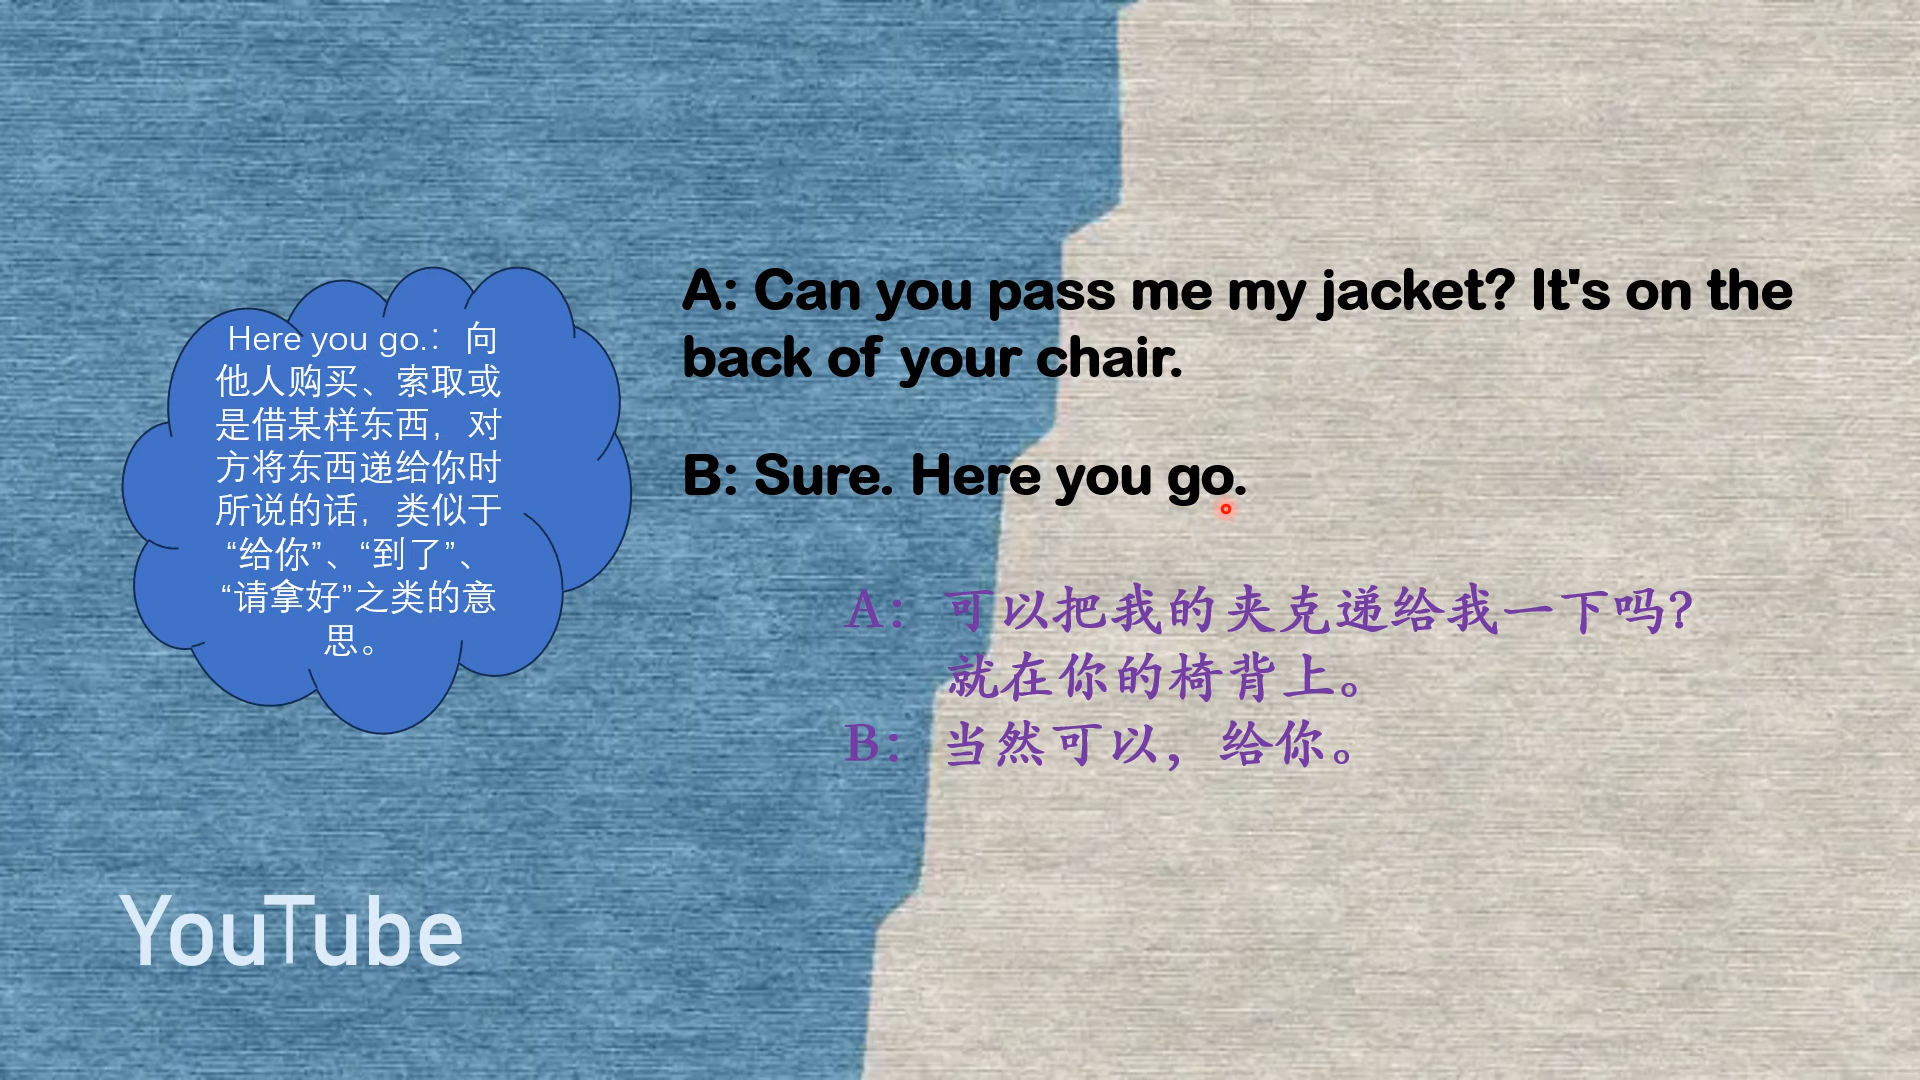 Here you go.：向
他人购买、索取或
是借某样东西，对
方将东西递给你时
所说的话，类似于
“给你”、“到了”、
“请拿好”之类的意
思。
A: Can you pass me my jacket? It's on the
back of your chair.
B: Sure. Here you go.
A：可以把我的夹克递给我一下吗？
就在你的椅背上。
B：当然可以，给你。
YouTube